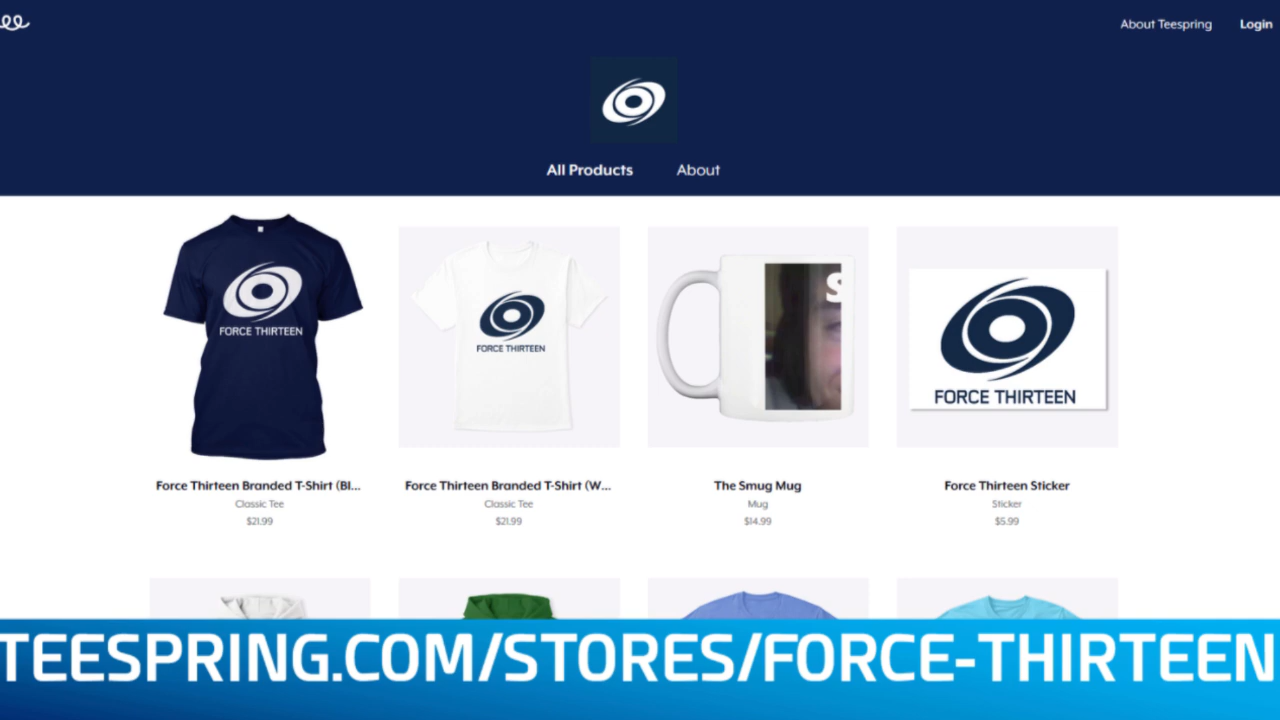 About Teespring Login
All Products About
FORCE THIRTEEN
FORCE THIRTEEN
S
FORCE THIRTEEN
Force Thirteen Branded T-Shirt (Bl...
Force Thirteen Branded T-Shirt (W...
The Smug Mug
Force Thirteen Sticker
Classic Tee
Classic Tee
Mug
Sticker
$21.99
$21.99
$14.99
$5.99
TEESPRING.COM/STORES/FORCE-THIRTEEN